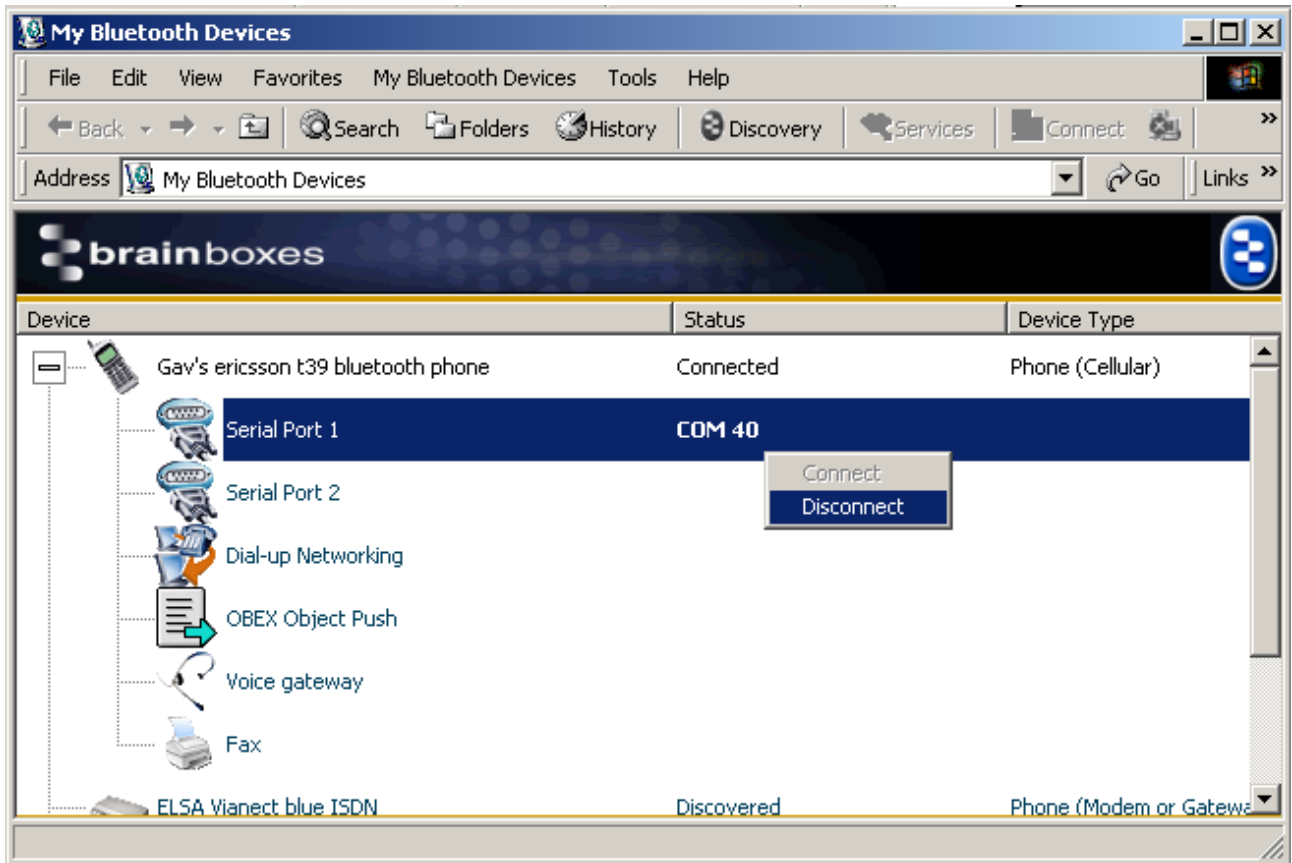 My Bluetooth Devices
File Edit View Favorites My Bluetooth Devices Tools Help
Back Search Folders History Discovery Services Connect »
Address My Bluetooth Devices Go Links »
brainboxes
Device Status Device Type
Gav's ericsson t39 bluetooth phone Connected Phone (Cellular)
Serial Port 1 COM 40
Connect
Serial Port 2
Disconnect
Dial-up Networking
OBEX Object Push
Voice gateway
Fax
ELSA Vianect blue ISDN Discovered Phone (Modem or Gatewa